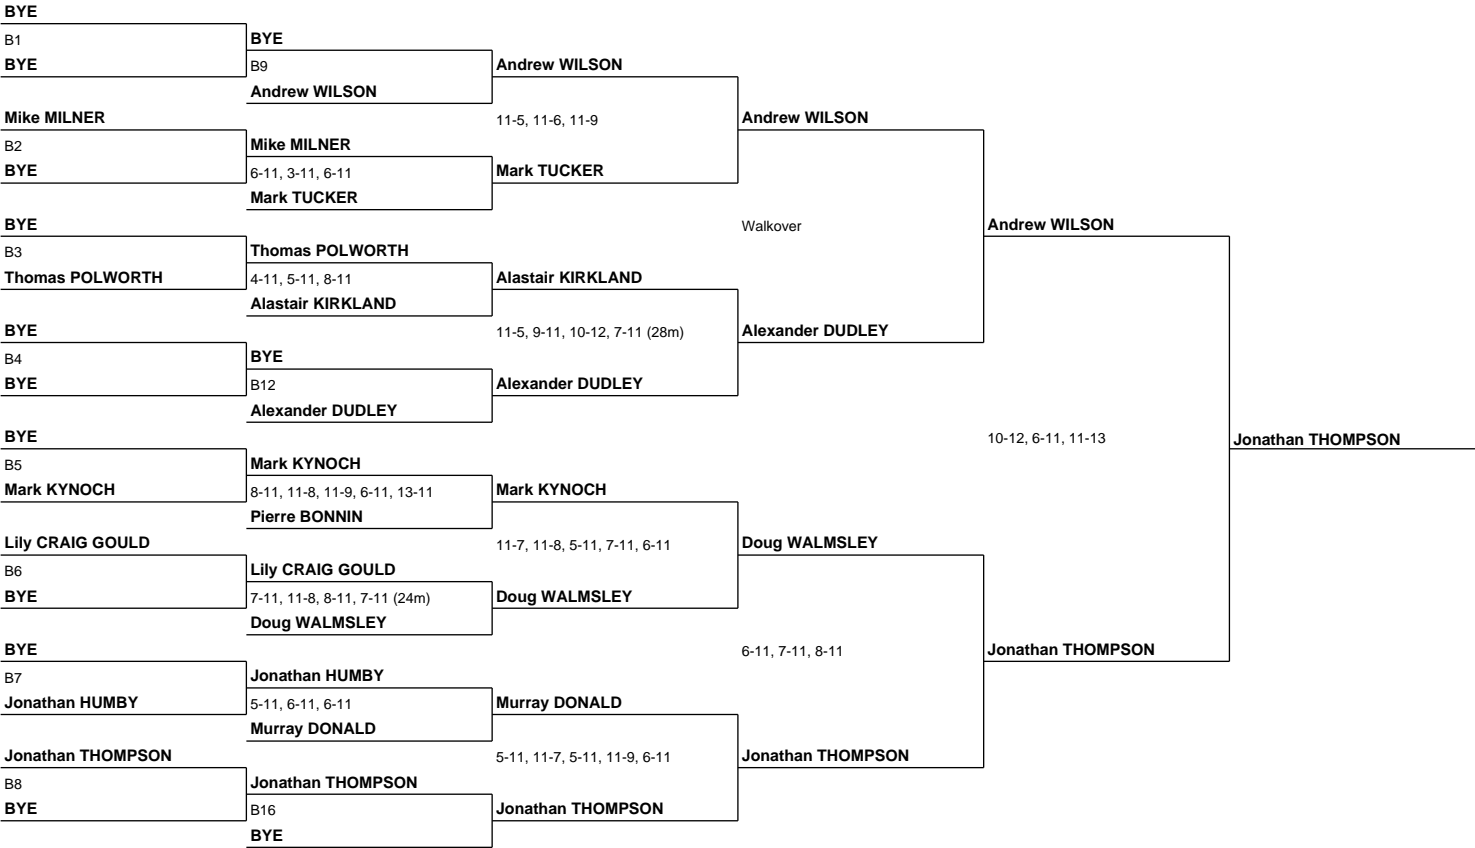 BYE
B1
BYE
BYE
B9
Andrew WILSON
Andrew WILSON
Mike MILNER
B2
BYE
Mike MILNER
6-11, 3-11, 6-11
Mark TUCKER
11-5, 11-6, 11-9
Mark TUCKER
Andrew WILSON
BYE
B3
Thomas POLWORTH
Thomas POLWORTH
4-11, 5-11, 8-11
Alastair KIRKLAND
Alastair KIRKLAND
Walkover
Andrew WILSON
BYE
B4
BYE
BYE
B12
Alexander DUDLEY
11-5, 9-11, 10-12, 7-11 (28m)
Alexander DUDLEY
Alexander DUDLEY
BYE
B5
Mark KYNOCH
Mark KYNOCH
8-11, 11-8, 11-9, 6-11, 13-11
Pierre BONNIN
Mark KYNOCH
10-12, 6-11, 11-13
Jonathan THOMPSON
Lily CRAIG GOULD
B6
BYE
Lily CRAIG GOULD
7-11, 11-8, 8-11, 7-11 (24m)
Doug WALMSLEY
11-7, 11-8, 5-11, 7-11, 6-11
Doug WALMSLEY
Doug WALMSLEY
BYE
B7
Jonathan HUMBY
Jonathan HUMBY
5-11, 6-11, 6-11
Murray DONALD
Murray DONALD
6-11, 7-11, 8-11
Jonathan THOMPSON
Jonathan THOMPSON
B8
BYE
Jonathan THOMPSON
B16
BYE
5-11, 11-7, 5-11, 11-9, 6-11
Jonathan THOMPSON
Jonathan THOMPSON